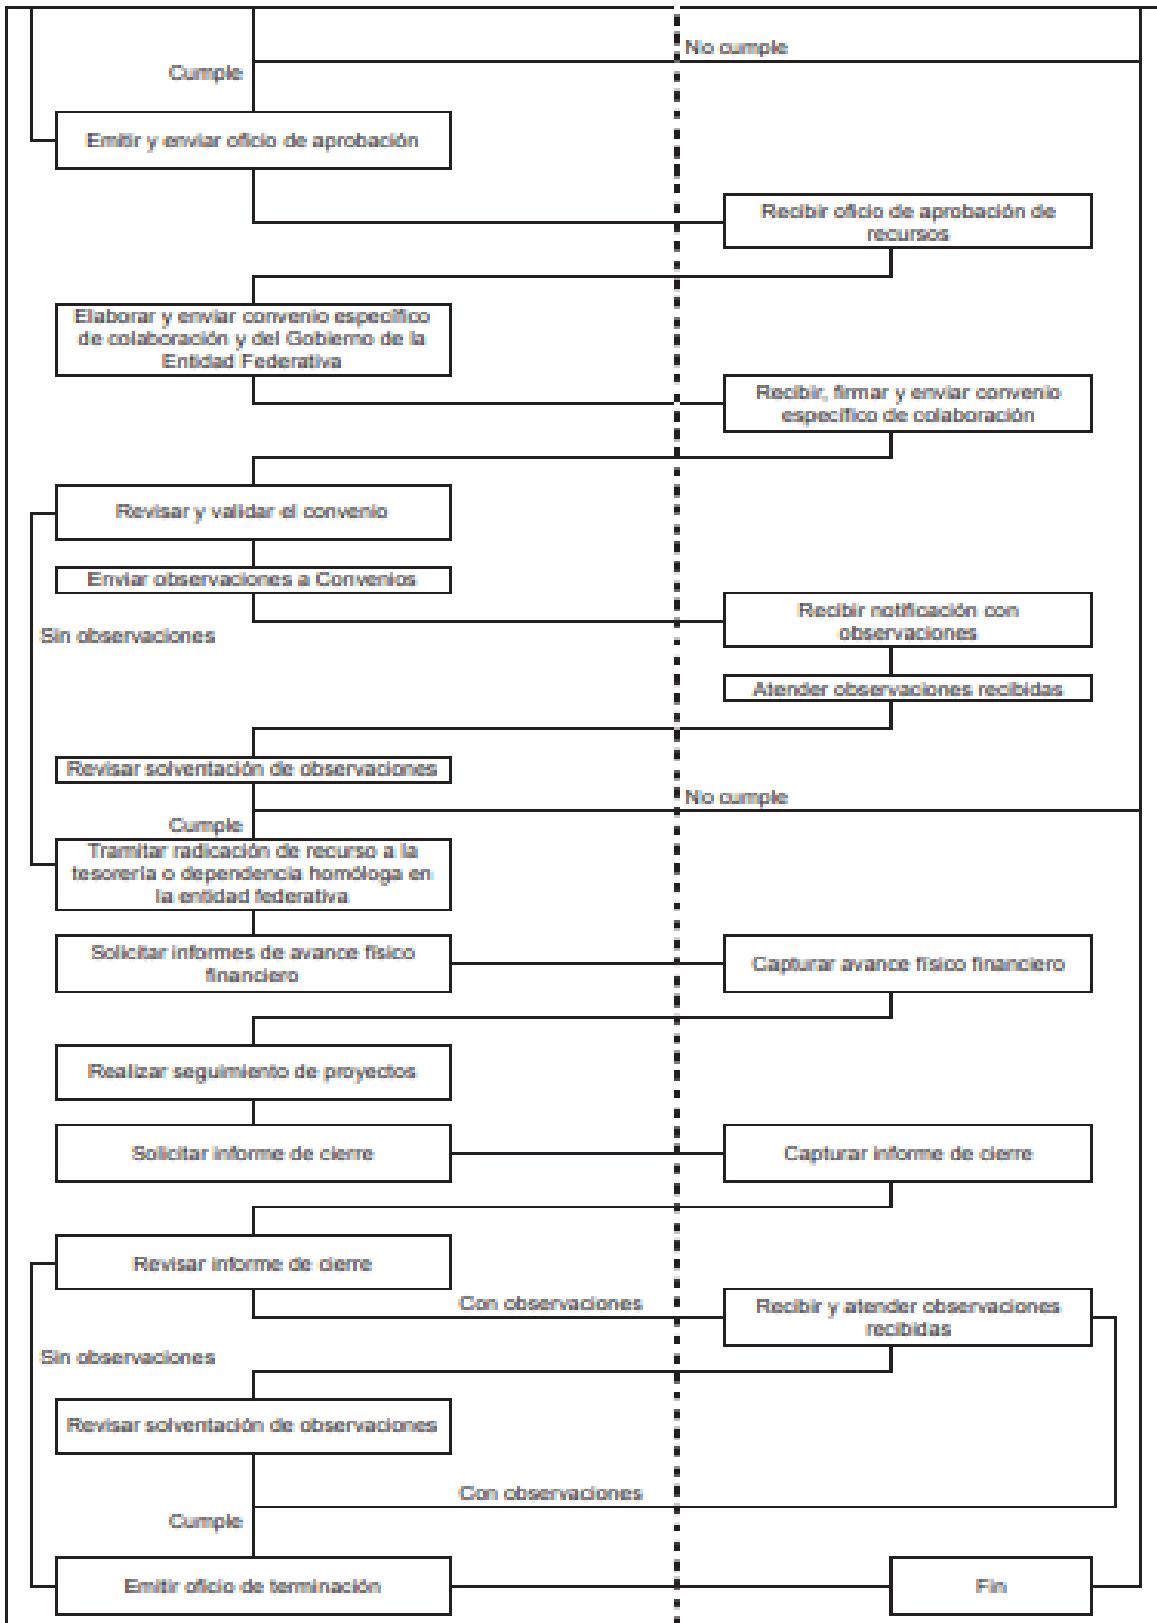 No cumple
Cumple
Emitir y enviar oficio de aprobación
Recibir oficio de aprobación de
recursos
Elaborar y enviar convenio específico
de colaboración y del Gobierno de la
Entidad Federativa
Recibir, firmar y enviar convenio
específico de colaboración
Revisar y validar el convenio
Enviar observaciones a Convenios
Recibir notificación con
observaciones
Sin observaciones
Atender observaciones recibidas
Revisar solventación de observaciones
No cumple
Cumple
Tramitar radicación de recurso a la
tesorería o dependencia homóloga en
la entidad federativa
Solicitar informes de avance físico
financiero
Capturar avance físico financiero
Realizar seguimiento de proyectos
Solicitar informe de cierre
Capturar informe de cierre
Revisar informe de cierre
Con observaciones
Recibir y atender observaciones
recibidas
Sin observaciones
Revisar solventación de observaciones
Con observaciones
Cumple
Emitir oficio de terminación
Fin